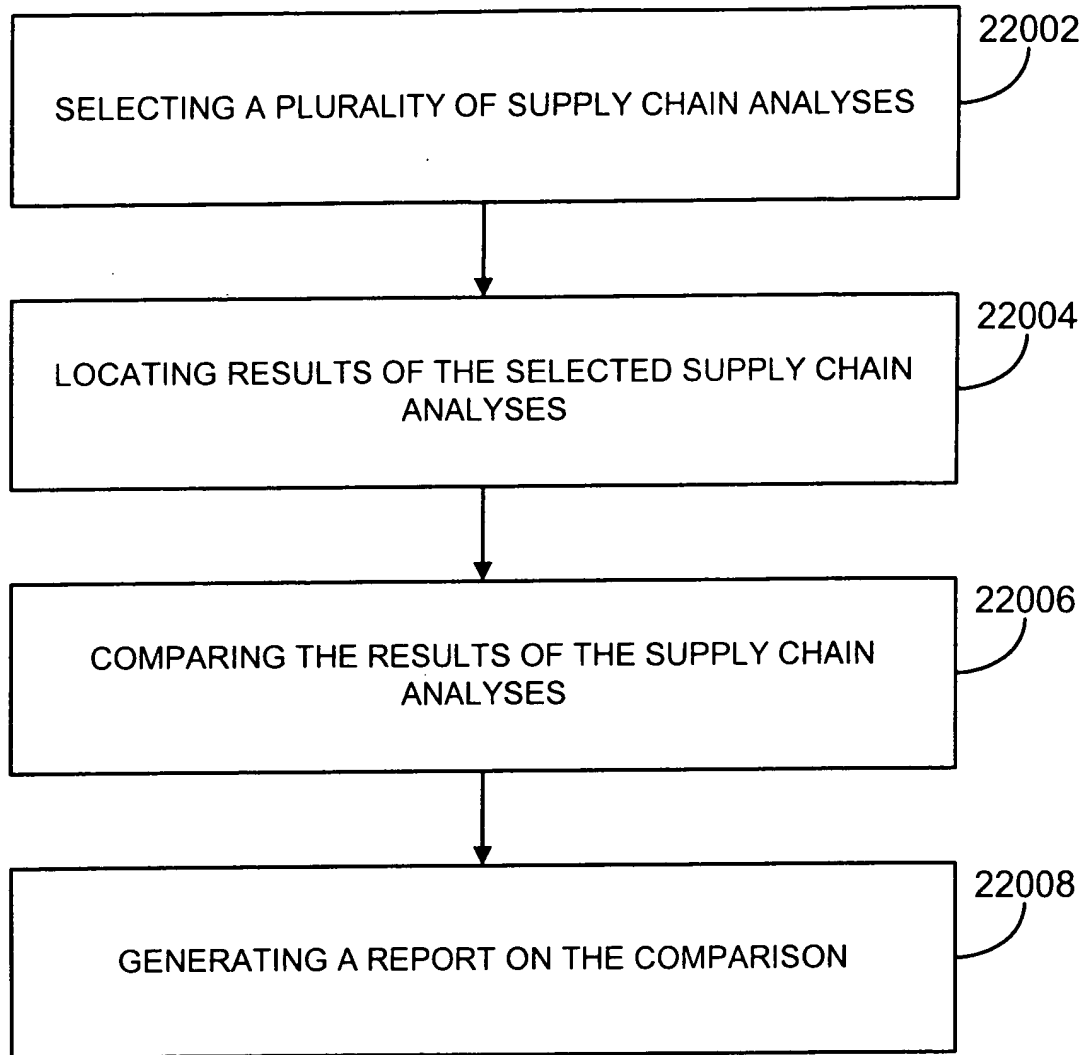 22002
SELECTING A PLURALITY OF SUPPLY CHAIN ANALYSES
22004
LOCATING RESULTS OF THE SELECTED SUPPLY CHAIN
ANALYSES
22006
COMPARING THE RESULTS OF THE SUPPLY CHAIN
ANALYSES
22008
GENERATING A REPORT ON THE COMPARISON